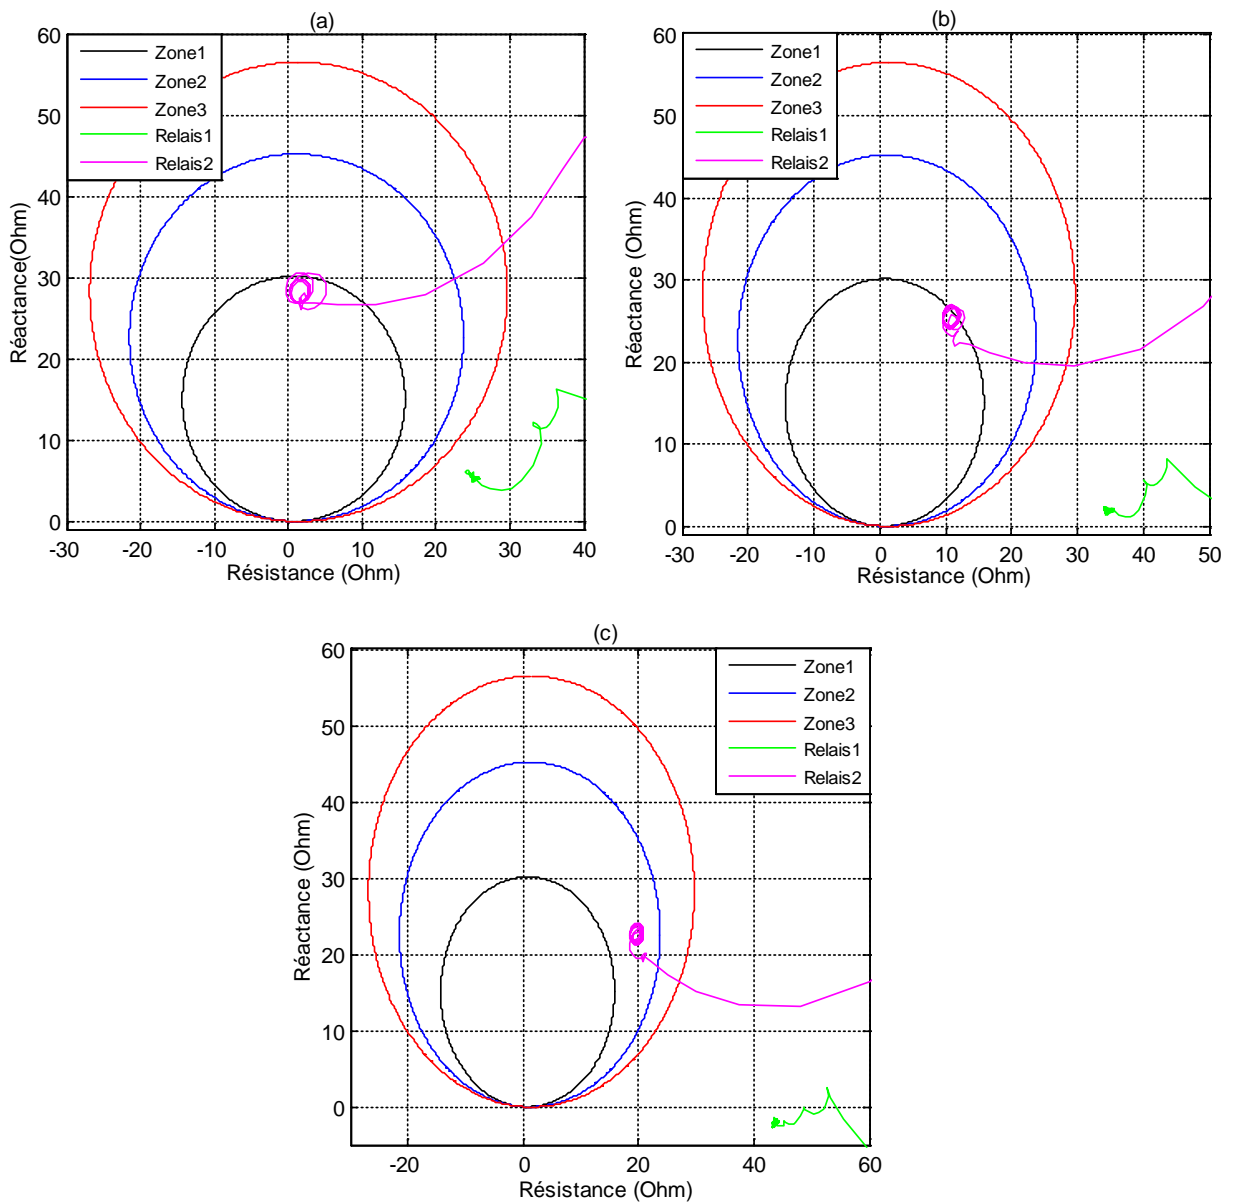 (a)
60
50
40
30
20
10
0
-30 -20 -10 0 10 20 30 40
Réactance(Ohm)
Résistance (Ohm)
Zone1
Zone2
Zone3
Relais1
Relais2
(b)
60
50
40
30
20
10
0
-30 -20 -10 0 10 20 30 40 50
Réactance (Ohm)
Résistance (Ohm)
Zone1
Zone2
Zone3
Relais1
Relais2
(c)
60
50
40
30
20
10
0
-20 0 20 40 60
Réactance (Ohm)
Résistance (Ohm)
Zone1
Zone2
Zone3
Relais1
Relais2